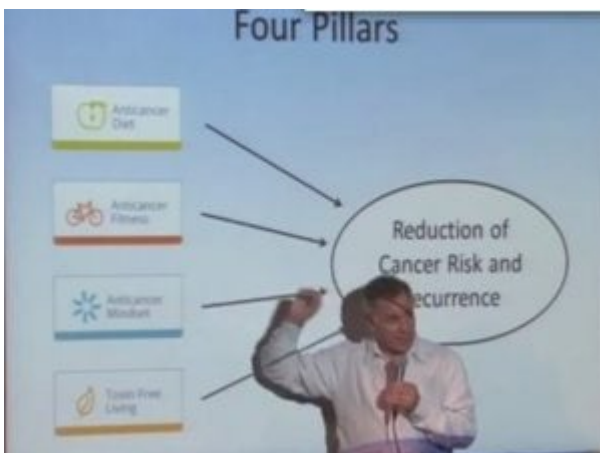 Four Pillars
Anticancer
Diet
Anticancer
Fitness
Anticancer
Mindset
Toxin Free
Living
Reduction of
Cancer Risk and
ecurrence